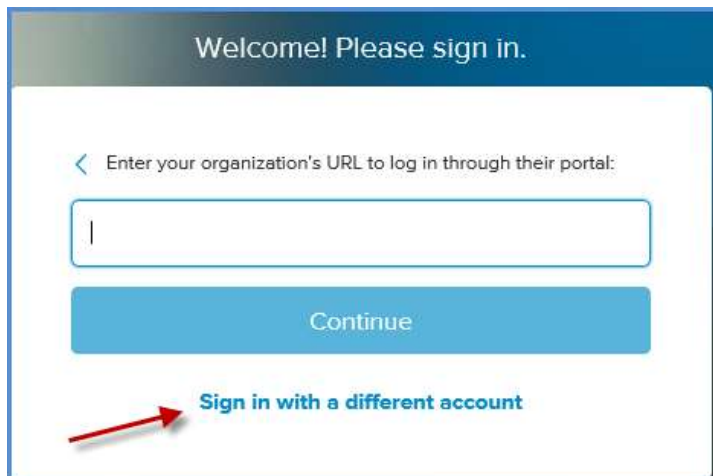 Welcome! Please sign in.
Enter your organization's URL to log in through their portal:
Continue
Sign in with a different account